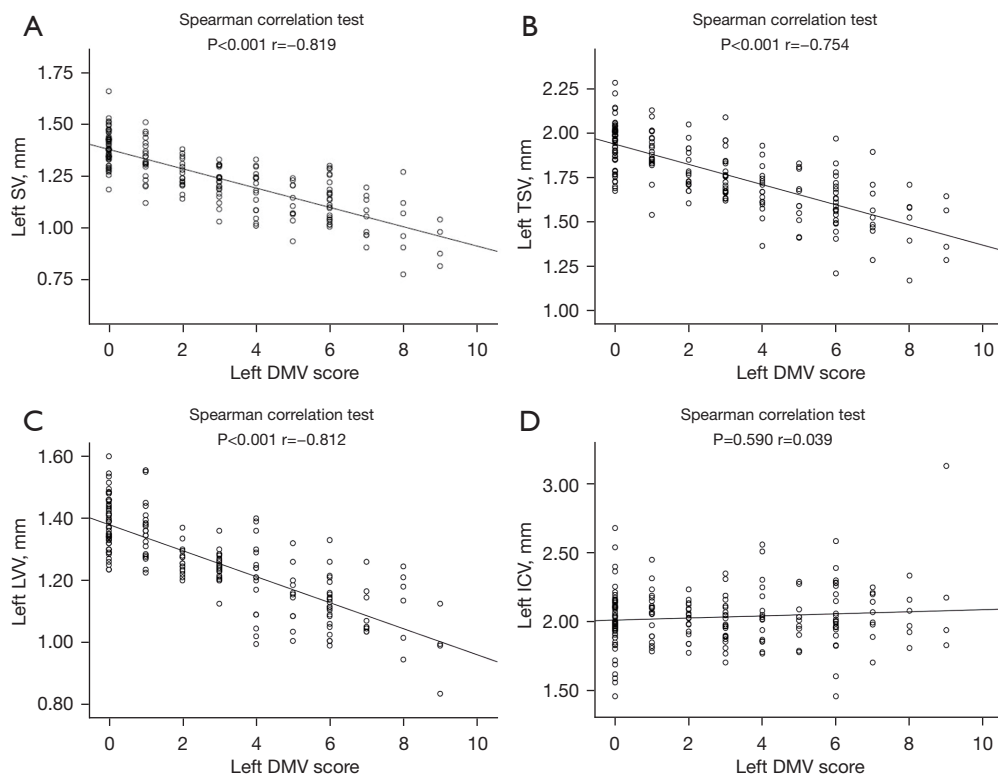 A
Spearman correlation test
P<0.001 r=−0.819
1.75
1.50
1.25
1.00
0.75
Left SV, mm
0 2 4 6 8 10
Left DMV score
B
Spearman correlation test
P<0.001 r=−0.754
2.25
2.00
1.75
1.50
1.25
1.00
Left TSV, mm
0 2 4 6 8 10
Left DMV score
C
Spearman correlation test
P<0.001 r=−0.812
1.60
1.40
1.20
1.00
0.80
Left LVV, mm
0 2 4 6 8 10
Left DMV score
D
Spearman correlation test
P=0.590 r=0.039
3.00
2.50
2.00
1.50
Left ICV, mm
0 2 4 6 8 10
Left DMV score